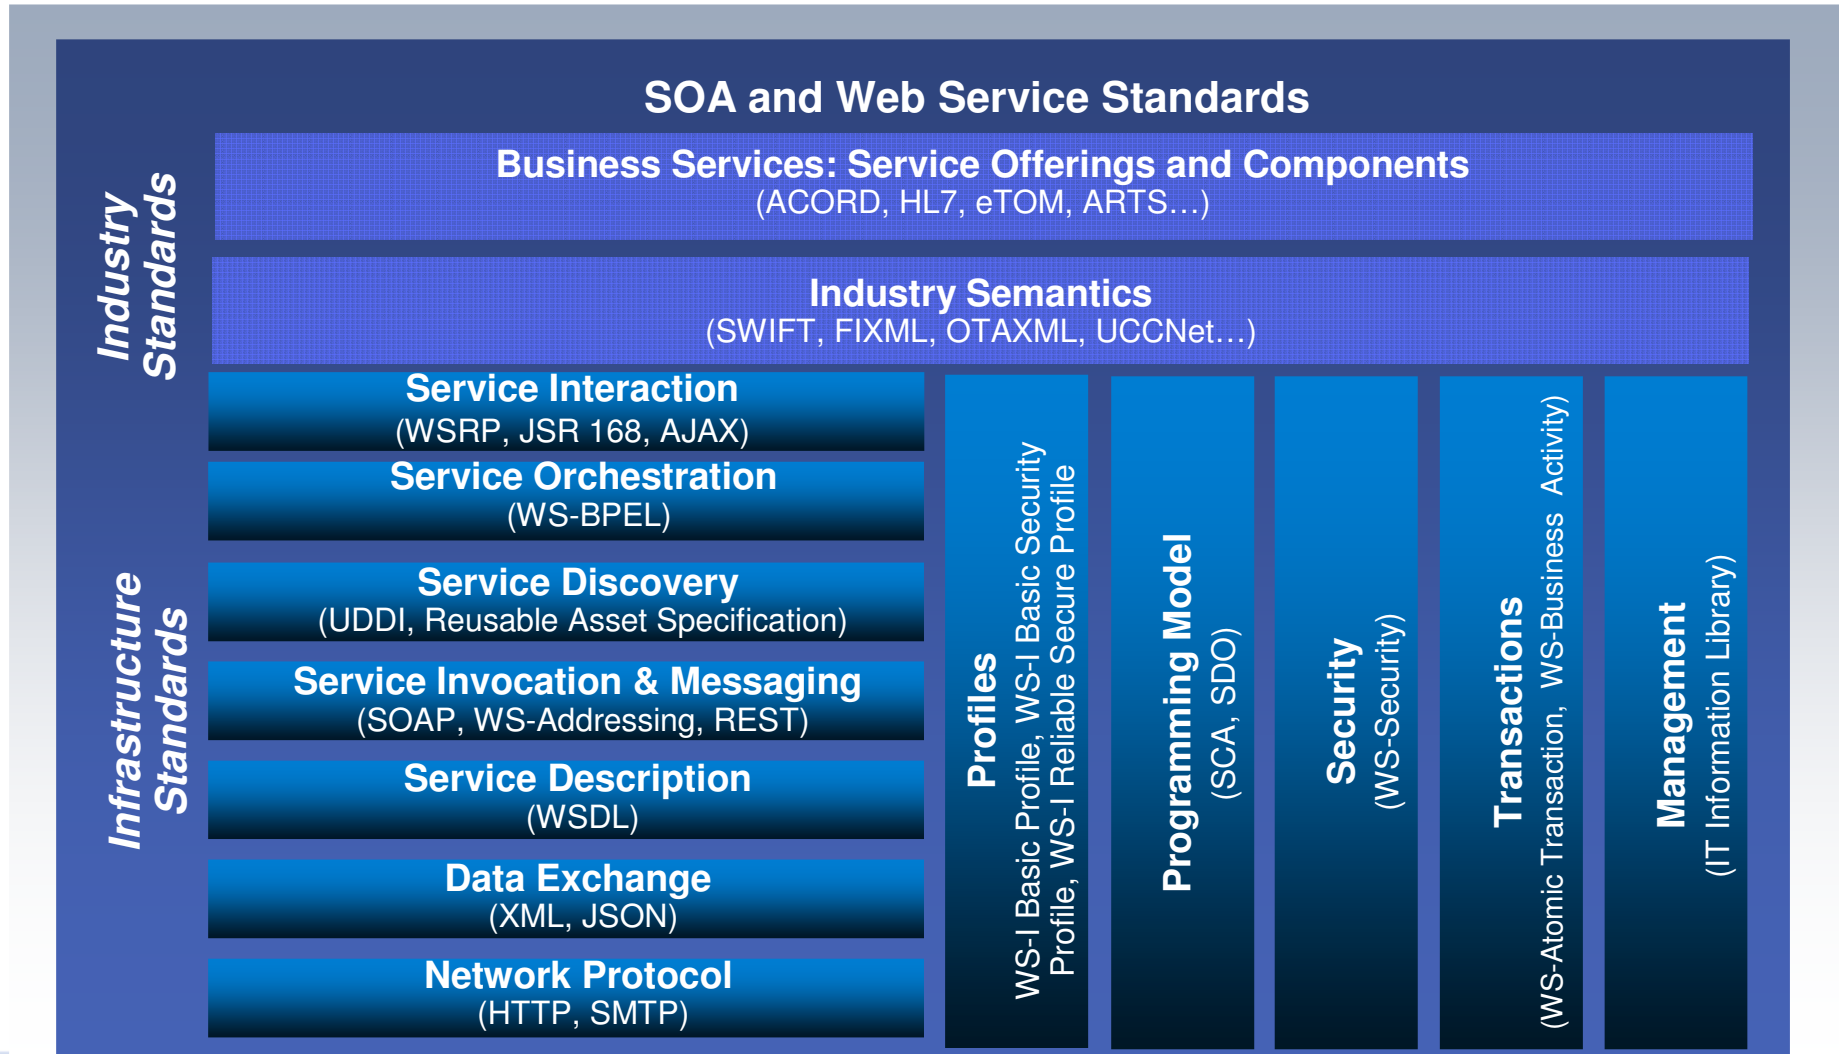 SOA and Web Service Standards
Industry
Standards
Business Services: Service Offerings and Components
(ACORD, HL7, eTOM, ARTS…)
Industry Semantics
(SWIFT, FIXML, OTAXML, UCCNet…)
Infrastructure
Standards
Service Interaction
(WSRP, JSR 168, AJAX)
Service Orchestration
(WS-BPEL)
Service Discovery
(UDDI, Reusable Asset Specification)
Service Invocation & Messaging
(SOAP, WS-Addressing, REST)
Service Description
(WSDL)
Data Exchange
(XML, JSON)
Network Protocol
(HTTP, SMTP)
Profiles
WS-I Basic Profile, WS-I Basic Security
Profile, WS-I Reliable Secure Profile
Programming Model
(SCA, SDO)
Security
(WS-Security)
Transactions
(WS-Atomic Transaction, WS-Business Activity)
Management
(IT Information Library)